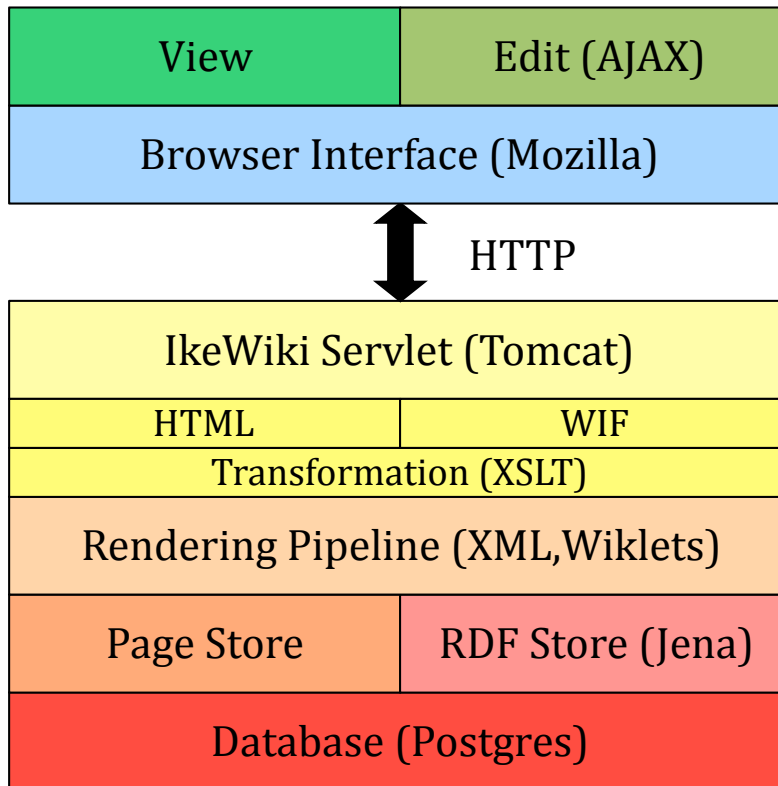 View
Edit (AJAX)
Browser Interface (Mozilla)
HTTP
IkeWiki Servlet (Tomcat)
HTML
WIF
Transformation (XSLT)
Rendering Pipeline (XML,Wiklets)
Page Store
RDF Store (Jena)
Database (Postgres)